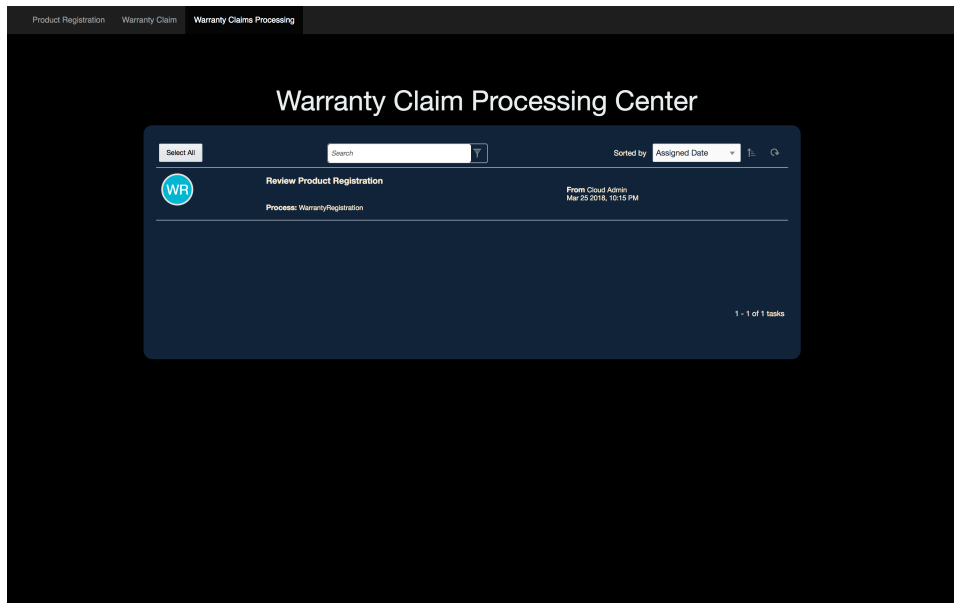 Product Registration Warranty Claim Warranty Claims Processing
Warranty Claim Processing Center
Select All Search Sorted by Assigned Date
WR Review Product Registration
From Cloud Admin
Mar 25 2018, 10:15 PM
Process: WarrantyRegistration
1 - 1 of 1 tasks